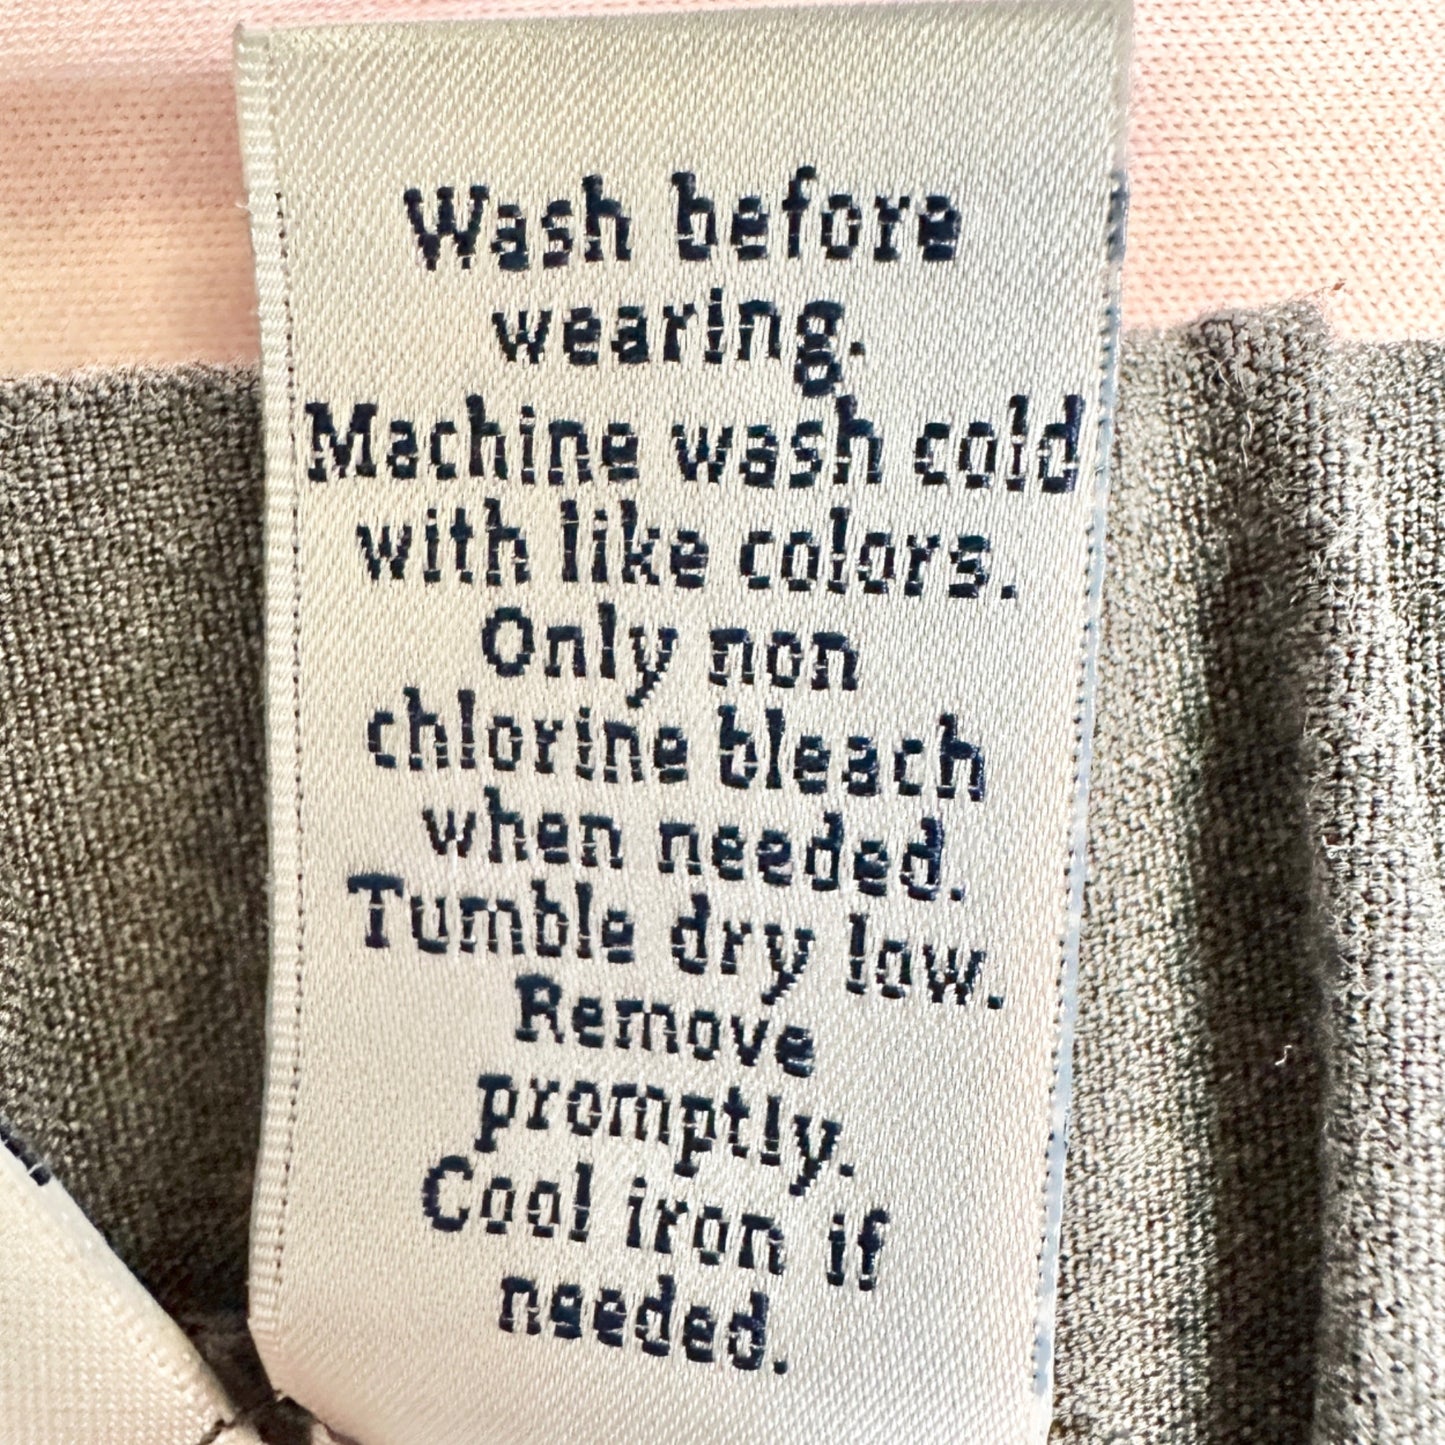 Wash before
wearing.
Machine wash cold
with like colors.
Only non
chlorine bleach
when needed.
Tumble dry low.
Remove
promptly.
Cool iron if
needed.